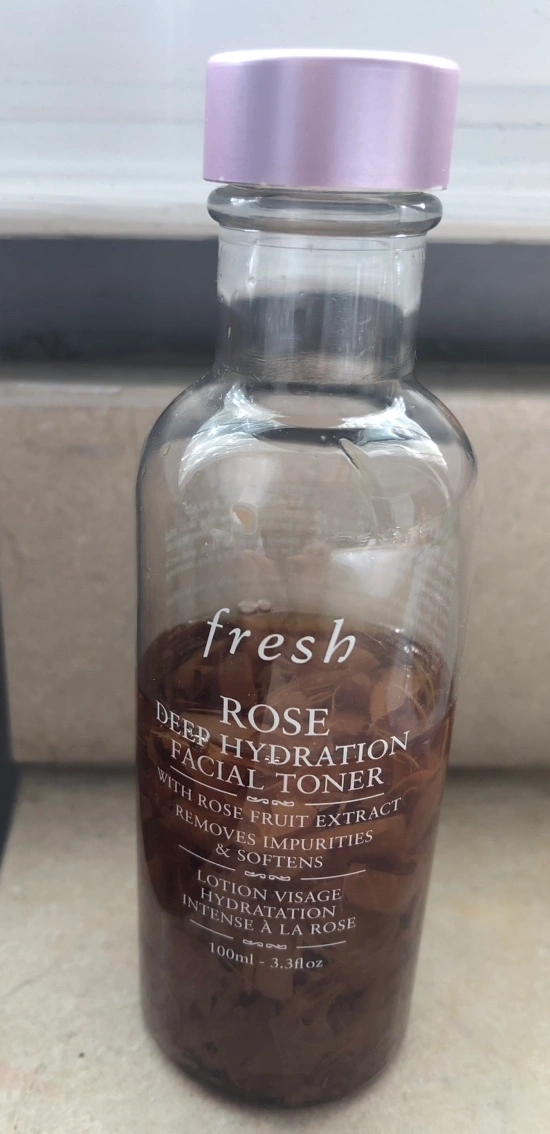 fresh
ROSE
DEEP HYDRATION
FACIAL TONER
WITH ROSE FRUIT EXTRACT
REMOVES IMPURITIES
& SOFTENS
LOTION VISAGE
HYDRATATION
INTENSE À LA ROSE
100ml - 3.3fl oz